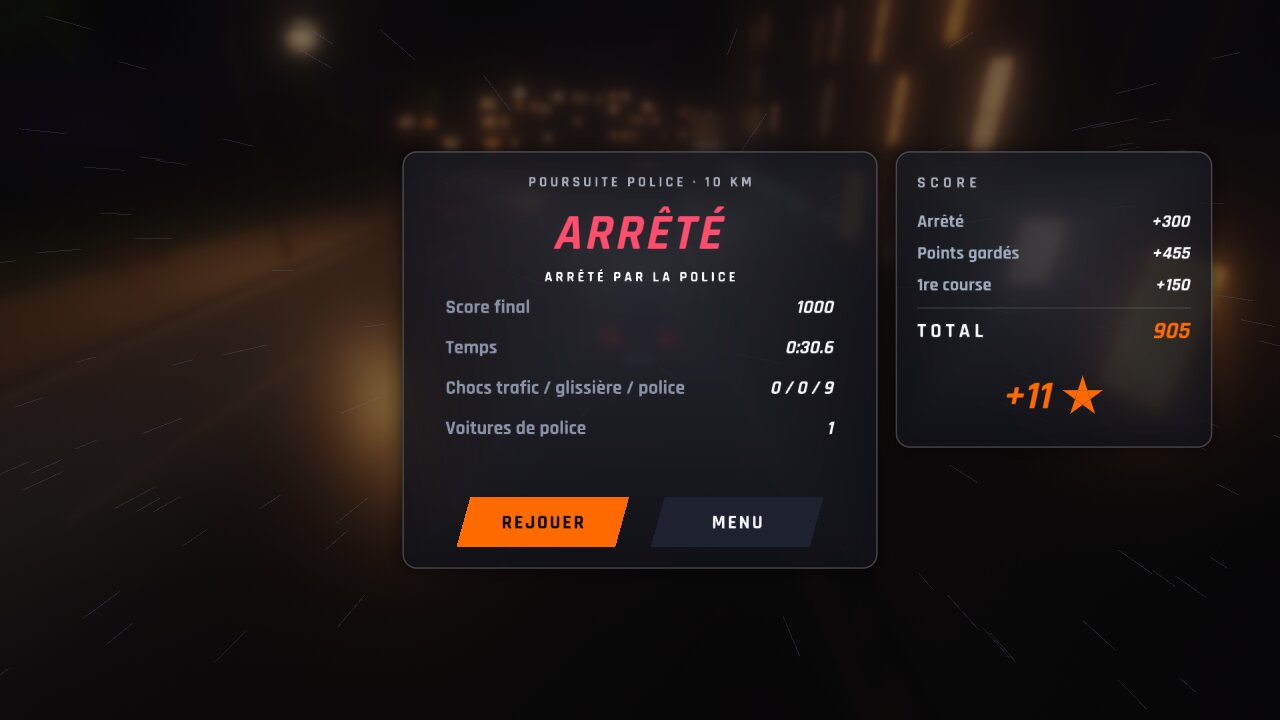 POURSUITE POLICE · 10 KM
ARRÊTÉ
ARRÊTÉ PAR LA POLICE
Score final 1000
Temps 0:30.6
Chocs trafic / glissière / police 0 / 0 / 9
Voitures de police 1
REJOUER MENU
SCORE
Arrêté +300
Points gardés +455
1re course +150
TOTAL 905
+11 ★